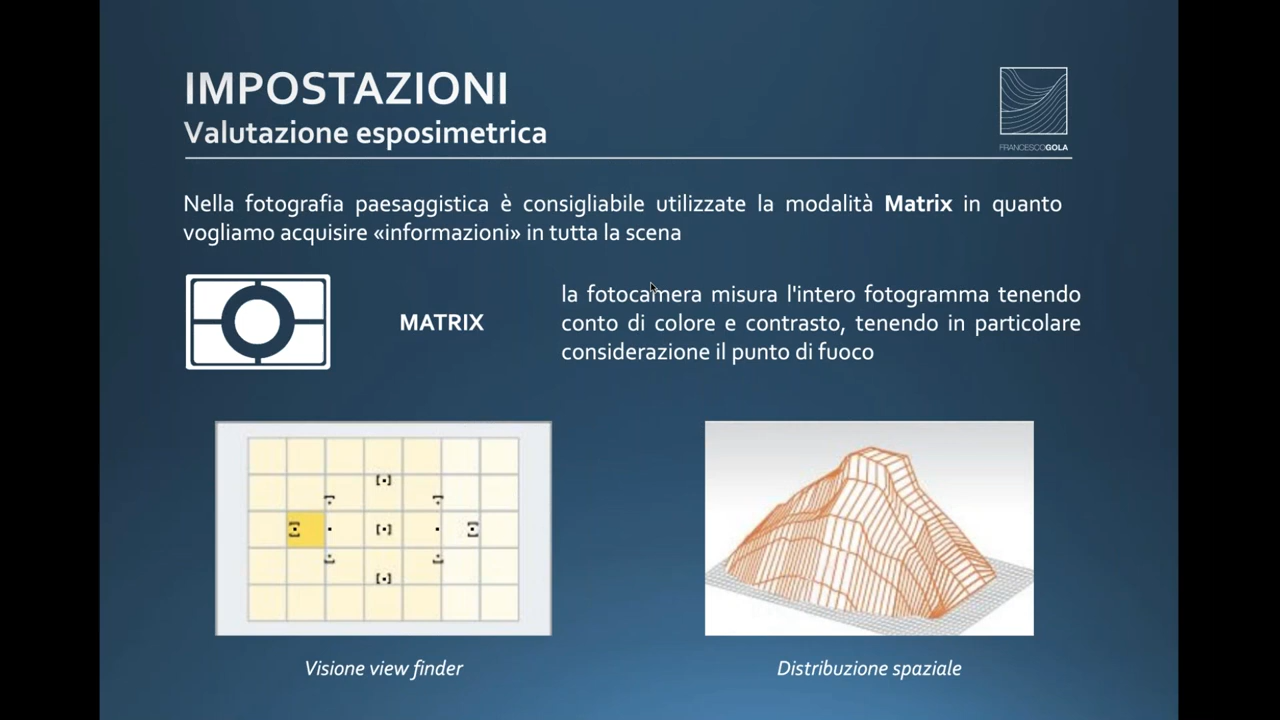 IMPOSTAZIONI
Valutazione esposimetrica
FRANCESCOGOLA
Nella fotografia paesaggistica è consigliabile utilizzate la modalità Matrix in quanto
vogliamo acquisire «informazioni» in tutta la scena
MATRIX
la fotocamera misura l'intero fotogramma tenendo
conto di colore e contrasto, tenendo in particolare
considerazione il punto di fuoco
Visione view finder
Distribuzione spaziale